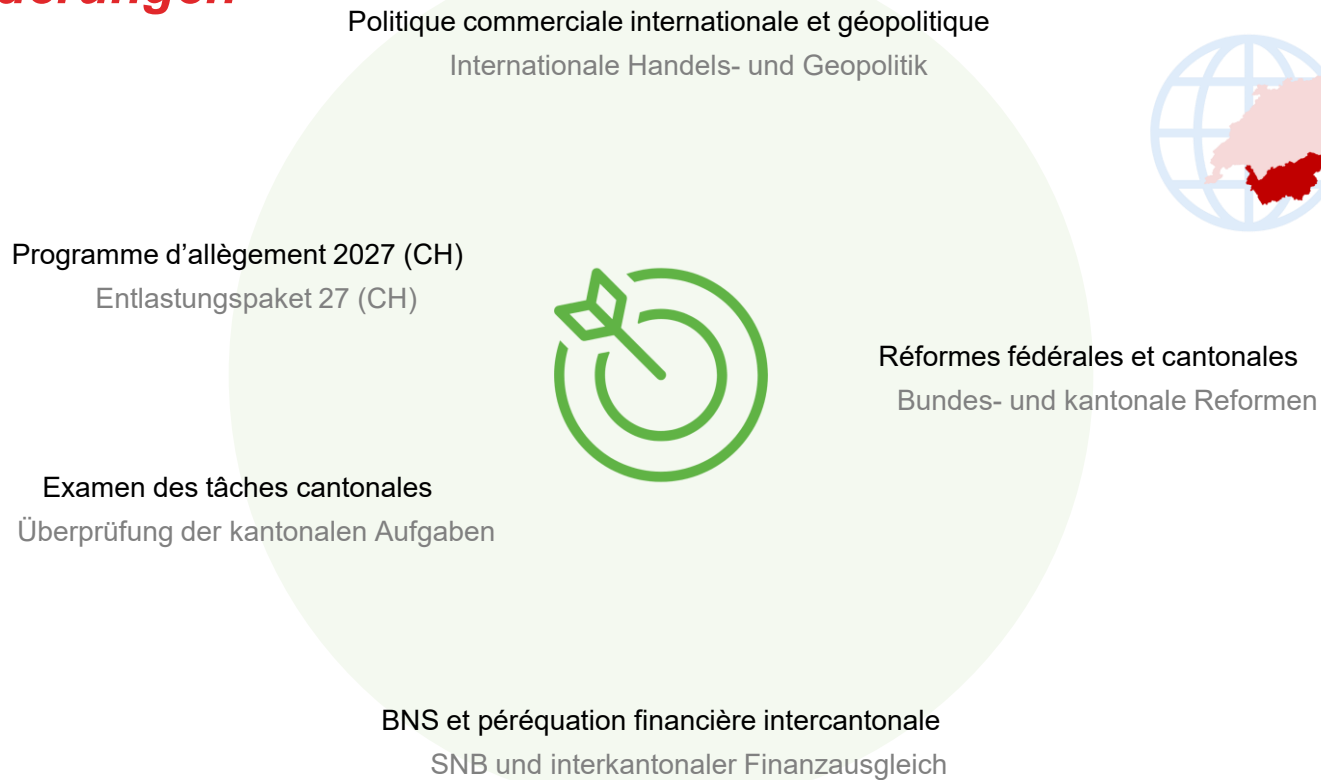 Politique commerciale internationale et géopolitique
Internationale Handels- und Geopolitik
Programme d’allègement 2027 (CH)
Entlastungspaket 27 (CH)
Réformes fédérales et cantonales
Bundes- und kantonale Reformen
Examen des tâches cantonales
Überprüfung der kantonalen Aufgaben
BNS et péréquation financière intercantonale
SNB und interkantonaler Finanzausgleich